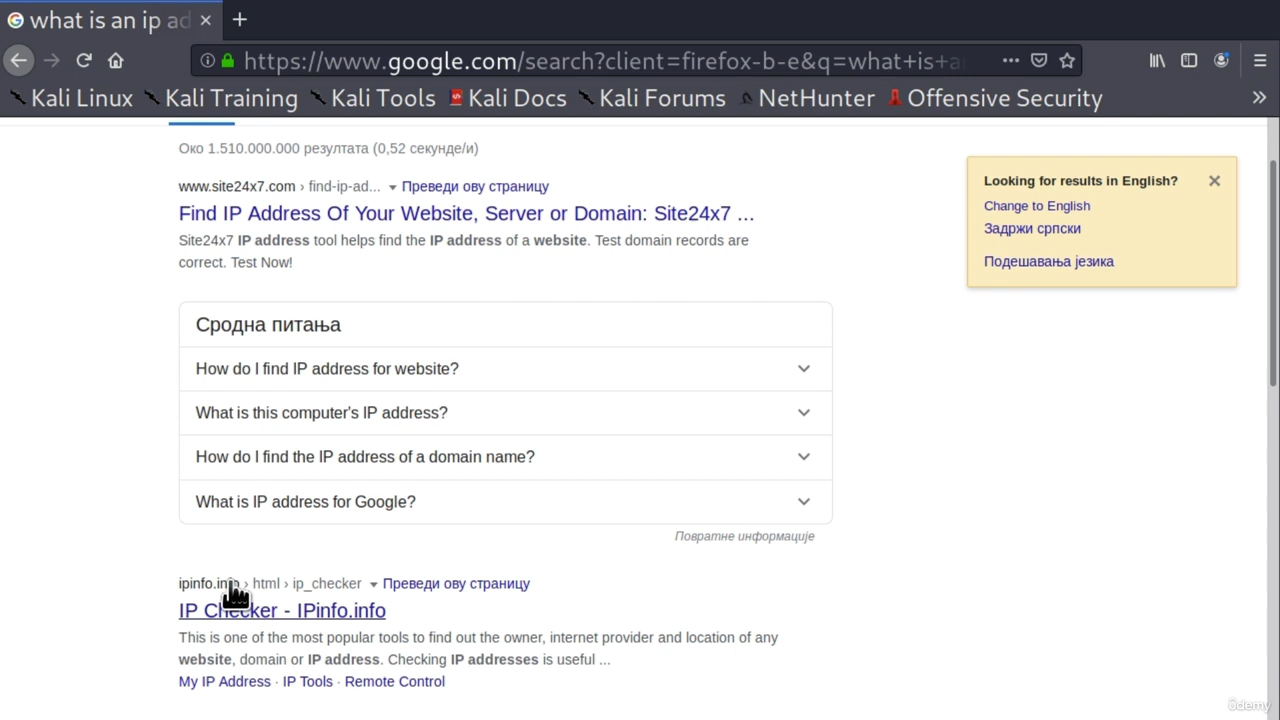 what is an ip ad
https://www.google.com/search?client=firefox-b-e&q=what+is+a
Kali Linux Kali Training Kali Tools Kali Docs Kali Forums NetHunter Offensive Security
Око 1.510.000.000 резултата (0,52 секунде/и)
www.site24x7.com › find-ip-ad... Преведи ову страницу
Find IP Address Of Your Website, Server or Domain: Site24x7 ...
Site24x7 IP address tool helps find the IP address of a website. Test domain records are
correct. Test Now!
Looking for results in English?
Change to English
Задржи српски
Подешавања језика
Сродна питања
How do I find IP address for website?
What is this computer's IP address?
How do I find the IP address of a domain name?
What is IP address for Google?
Повратне информације
ipinfo.info › html › ip_checker Преведи ову страницу
IP Checker - IPinfo.info
This is one of the most popular tools to find out the owner, internet provider and location of any
website, domain or IP address. Checking IP addresses is useful ...
My IP Address · IP Tools · Remote Control
ûdemy